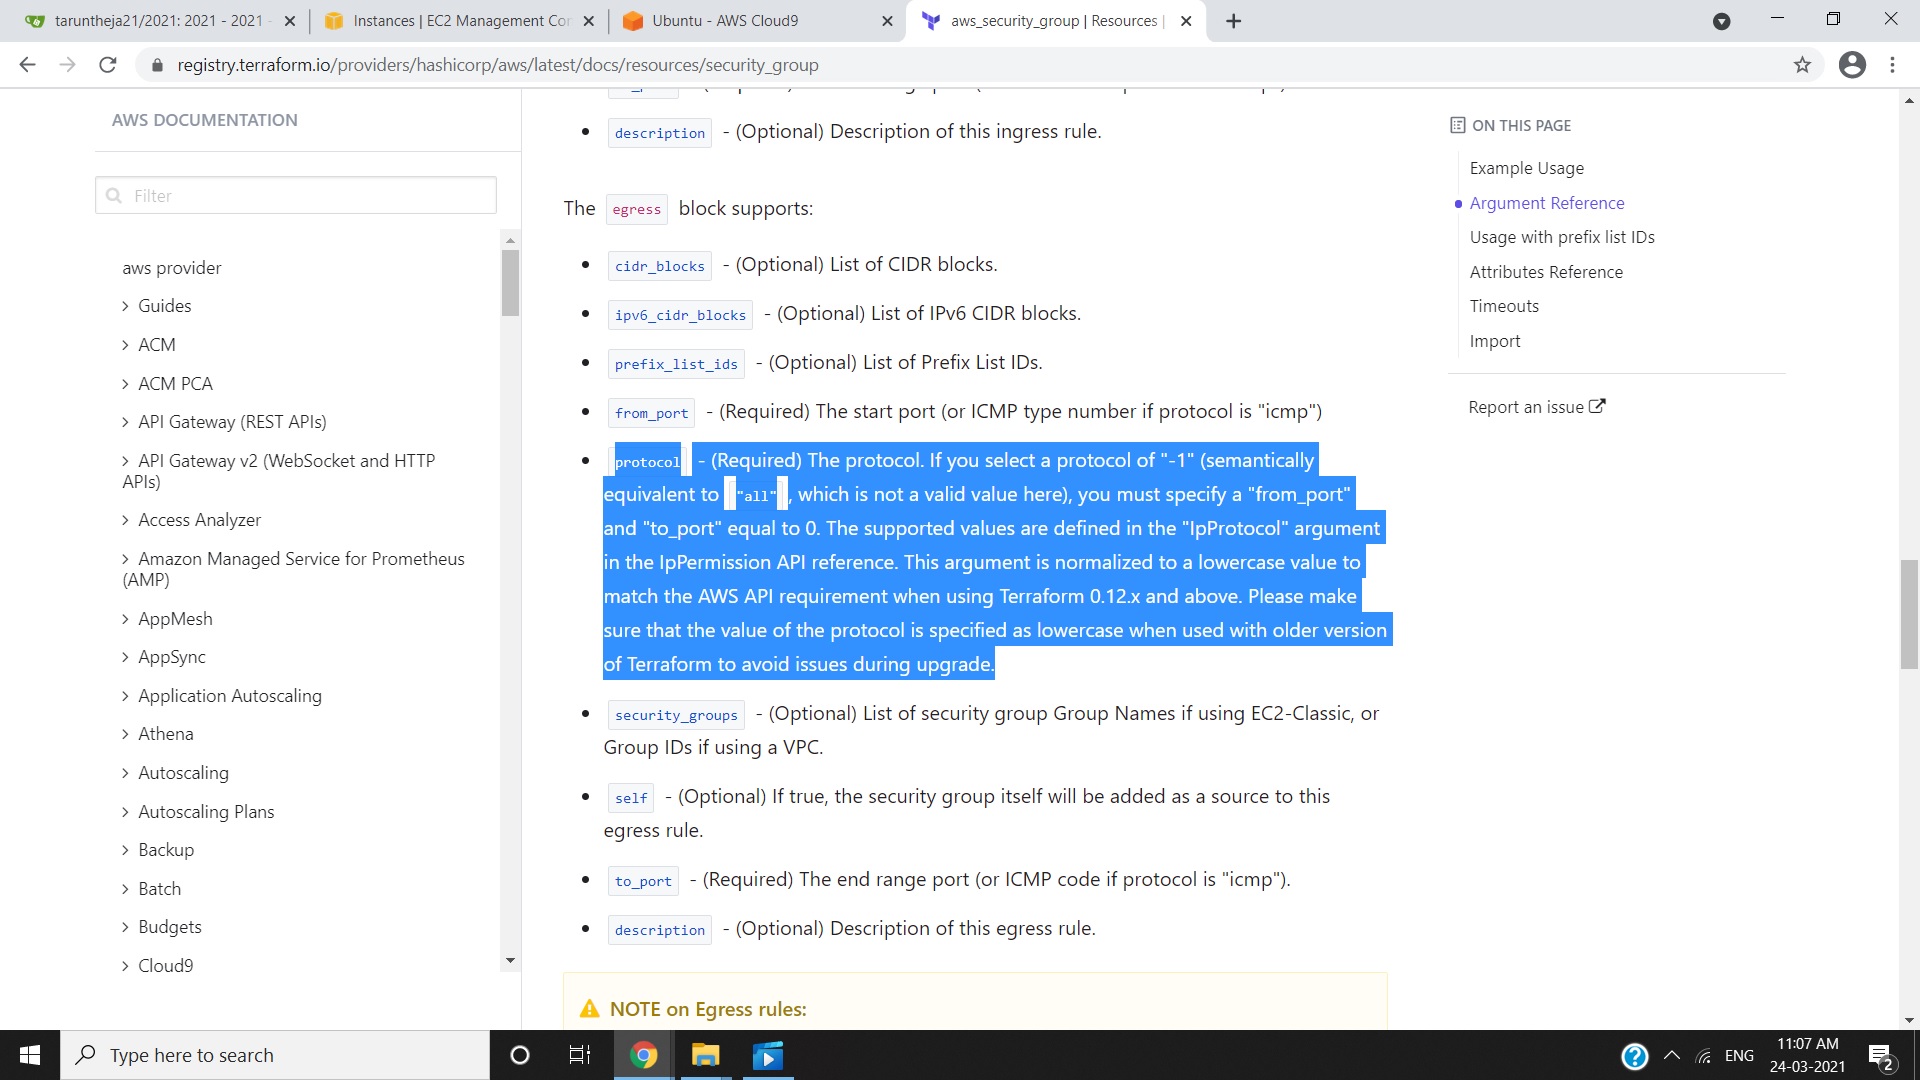 taruntheja21/2021: 2021 - 2021 -
Instances | EC2 Management Con
Ubuntu - AWS Cloud9
aws_security_group | Resources |
registry.terraform.io/providers/hashicorp/aws/latest/docs/resources/security_group
AWS DOCUMENTATION
Filter
aws provider
Guides
ACM
ACM PCA
API Gateway (REST APIs)
API Gateway v2 (WebSocket and HTTP
APIs)
Access Analyzer
Amazon Managed Service for Prometheus
(AMP)
AppMesh
AppSync
Application Autoscaling
Athena
Autoscaling
Autoscaling Plans
Backup
Batch
Budgets
Cloud9
description - (Optional) Description of this ingress rule.
The egress block supports:
cidr_blocks - (Optional) List of CIDR blocks.
ipv6_cidr_blocks - (Optional) List of IPv6 CIDR blocks.
prefix_list_ids - (Optional) List of Prefix List IDs.
from_port - (Required) The start port (or ICMP type number if protocol is "icmp")
protocol - (Required) The protocol. If you select a protocol of "-1" (semantically
equivalent to "all" , which is not a valid value here), you must specify a "from_port"
and "to_port" equal to 0. The supported values are defined in the "IpProtocol" argument
in the IpPermission API reference. This argument is normalized to a lowercase value to
match the AWS API requirement when using Terraform 0.12.x and above. Please make
sure that the value of the protocol is specified as lowercase when used with older version
of Terraform to avoid issues during upgrade.
security_groups - (Optional) List of security group Group Names if using EC2-Classic, or
Group IDs if using a VPC.
self - (Optional) If true, the security group itself will be added as a source to this
egress rule.
to_port - (Required) The end range port (or ICMP code if protocol is "icmp").
description - (Optional) Description of this egress rule.
NOTE on Egress rules:
ON THIS PAGE
Example Usage
Argument Reference
Usage with prefix list IDs
Attributes Reference
Timeouts
Import
Report an issue
Type here to search
ENG
11:07 AM
24-03-2021
2